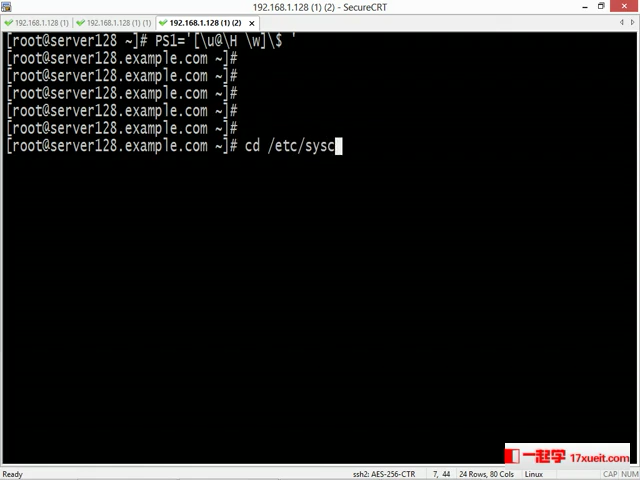 192.168.1.128 (1) (2) - SecureCRT
192.168.1.128 (1) 192.168.1.128 (1) (1) 192.168.1.128 (1) (2)
[root@server128 ~]# PS1='[\u@\H \w]\$ '
[root@server128.example.com ~]#
[root@server128.example.com ~]#
[root@server128.example.com ~]#
[root@server128.example.com ~]#
[root@server128.example.com ~]#
[root@server128.example.com ~]# cd /etc/sysc
一起学 17xueit.com
Ready ssh2: AES-256-CTR 7, 44 24 Rows, 80 Cols Linux CAP NUM